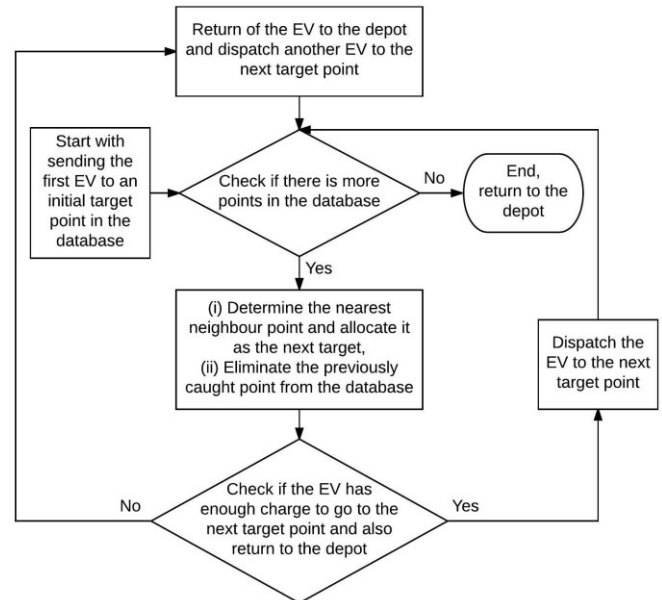 Return of the EV to the depot
and dispatch another EV to the
next target point
Start with
sending the
first EV to an
initial target
point in the
database
Check if there is more
points in the database
No
End,
return to the
depot
Yes
(i) Determine the nearest
neighbour point and allocate it
as the next target,
(ii) Eliminate the previously
caught point from the database
Dispatch the
EV to the next
target point
No
Check if the EV has
enough charge to go to the
next target point and also
return to the depot
Yes